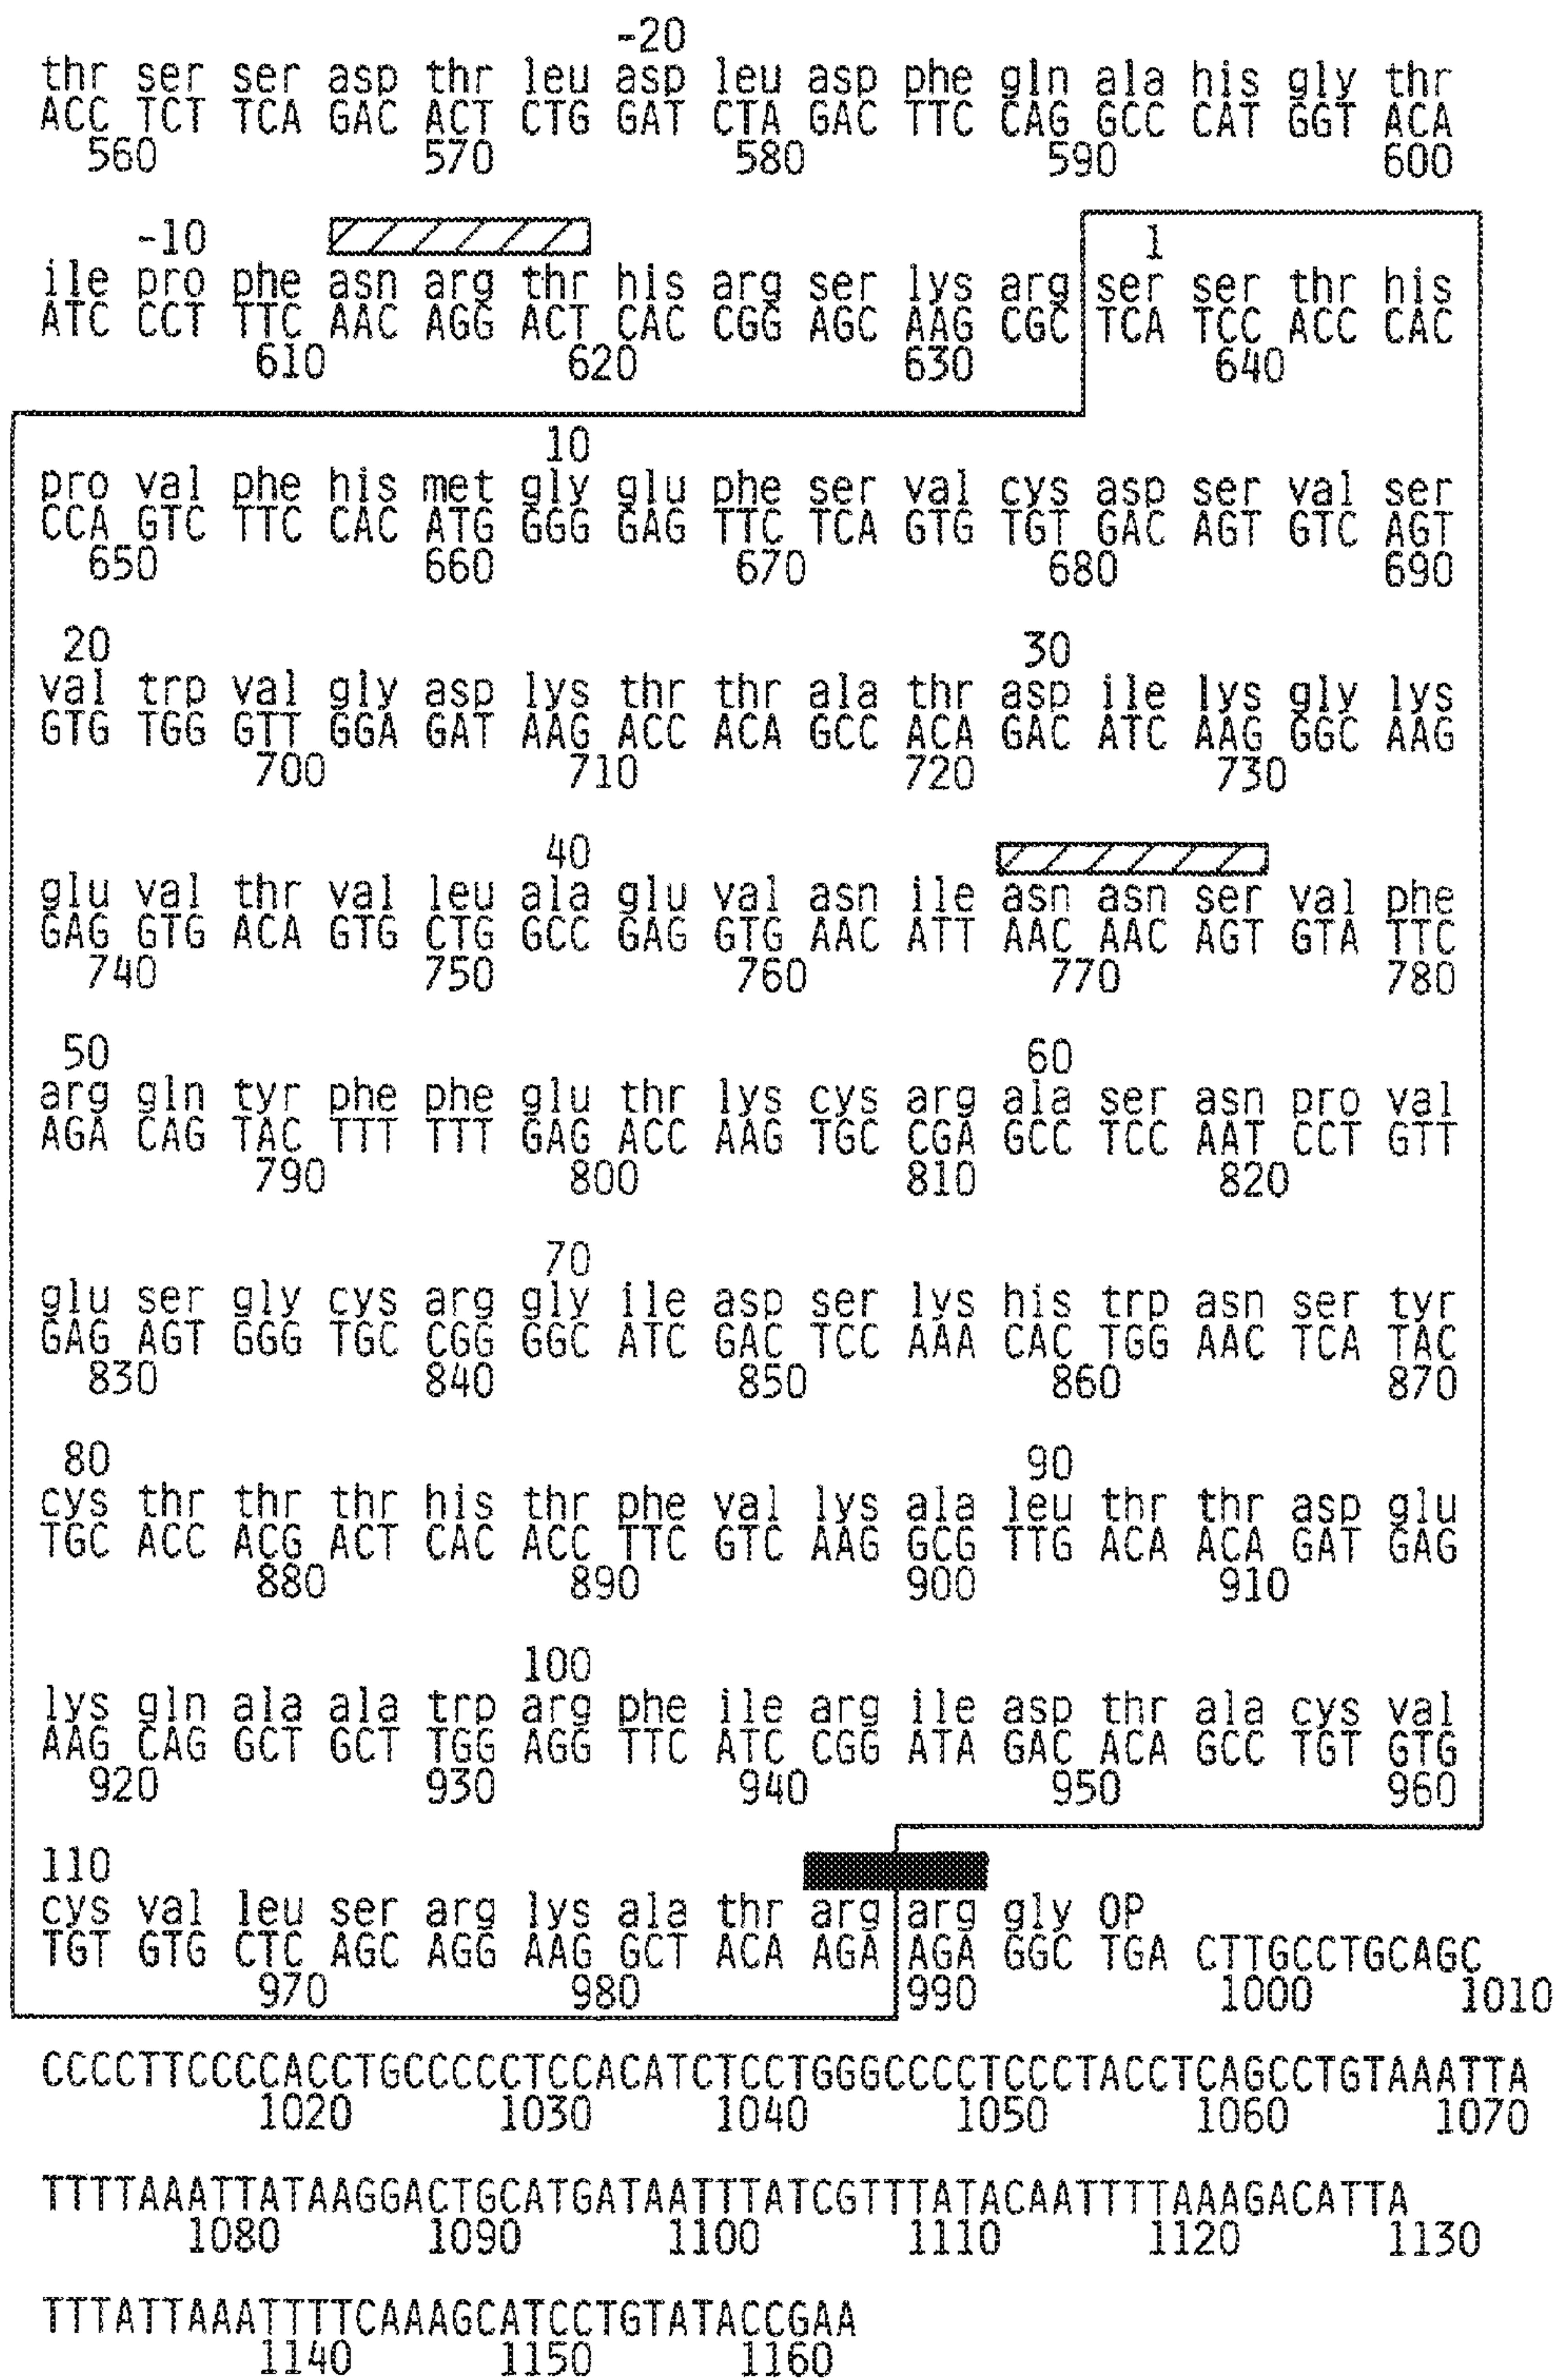 -20
thr ser ser asp thr leu asp leu asp phe gln ala his gly thr
ACC TCT TCA GAC ACT CTG GAT CTA GAC TTC CAG GCC CAT GGT ACA
560 570 580 590 600
-10 1
ile pro phe asn arg thr his arg ser lys arg ser ser thr his
ATC CCT TTC AAC AGG ACT CAC CGG AGC AAG CGC TCA TCC ACC CAC
610 620 630 640
10
pro val phe his met gly glu phe ser val cys asp ser val ser
CCA GTC TTC CAC ATG GGG GAG TTC TCA GTG TGT GAC AGT GTC AGT
650 660 670 680 690
20 30
val trp val gly asp lys thr thr ala thr asp ile lys gly lys
GTG TGG GTT GGA GAT AAG ACC ACA GCC ACA GAC ATC AAG GGC AAG
700 710 720 730
40
glu val thr val leu ala glu val asn ile asn asn ser val phe
GAG GTG ACA GTG CTG GCC GAG GTG AAC ATT AAC AAC AGT GTA TTC
740 750 760 770 780
50 60
arg gln tyr phe phe glu thr lys cys arg ala ser asn pro val
AGA CAG TAC TTT TTT GAG ACC AAG TGC CGA GCC TCC AAT CCT GTT
790 800 810 820
70
glu ser gly cys arg gly ile asp ser lys his trp asn ser tyr
GAG AGT GGG TGC CGG GGC ATC GAC TCC AAA CAC TGG AAC TCA TAC
830 840 850 860 870
80 90
cys thr thr thr his thr phe val lys ala leu thr thr asp glu
TGC ACC ACG ACT CAC ACC TTC GTC AAG GCG TTG ACA ACA GAT GAG
880 890 900 910
100
lys gln ala ala trp arg phe ile arg ile asp thr ala cys val
AAG CAG GCT GCT TGG AGG TTC ATC CGG ATA GAC ACA GCC TGT GTG
920 930 940 950 960
110
cys val leu ser arg lys ala thr arg arg gly OP
TGT GTG CTC AGC AGG AAG GCT ACA AGA AGA GGC TGA CTTGCCTGCAGC
970 980 990 1000 1010
CCCCTTCCCCACCTGCCCCCTCCACATCTCCTGGGCCCCTCCCTACCTCAGCCTGTAAATTA
1020 1030 1040 1050 1060 1070
TTTTAAATTATAAGGACTGCATGATAATTTATCGTTTATACAATTTTAAAGACATTA
1080 1090 1100 1110 1120 1130
TTTATTAAATTTTCAAAGCATCCTGTATACCGAA
1140 1150 1160